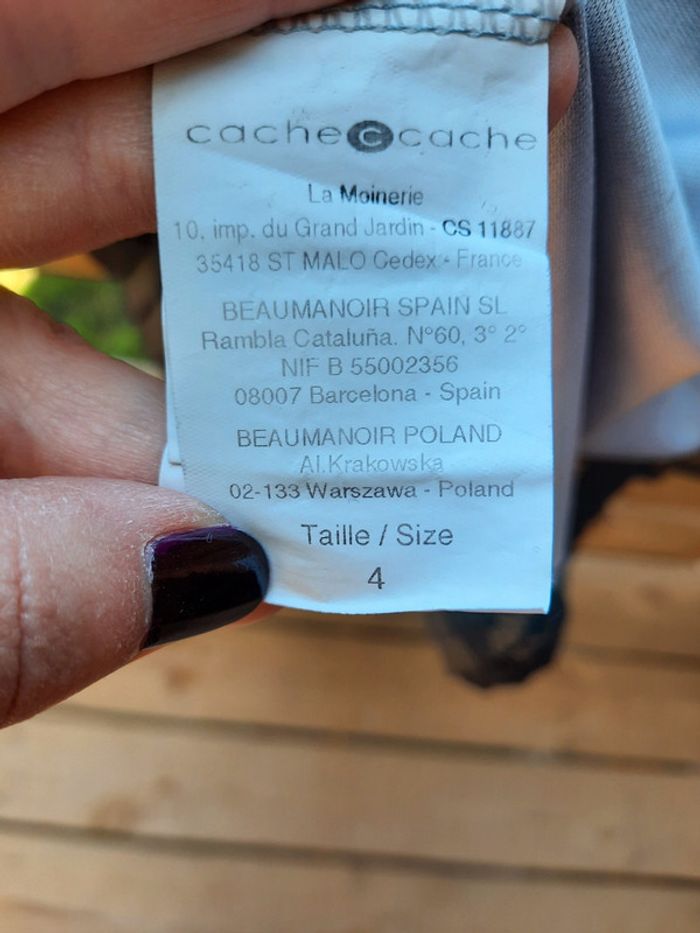 cache c cache
La Moinerie
10, imp. du Grand Jardin - CS 11887
35418 ST MALO Cedex - France
BEAUMANOIR SPAIN SL
Rambla Cataluña. N°60, 3° 2°
NIF B 55002356
08007 Barcelona - Spain
BEAUMANOIR POLAND
Al.Krakowska
02-133 Warszawa - Poland
Taille / Size
4